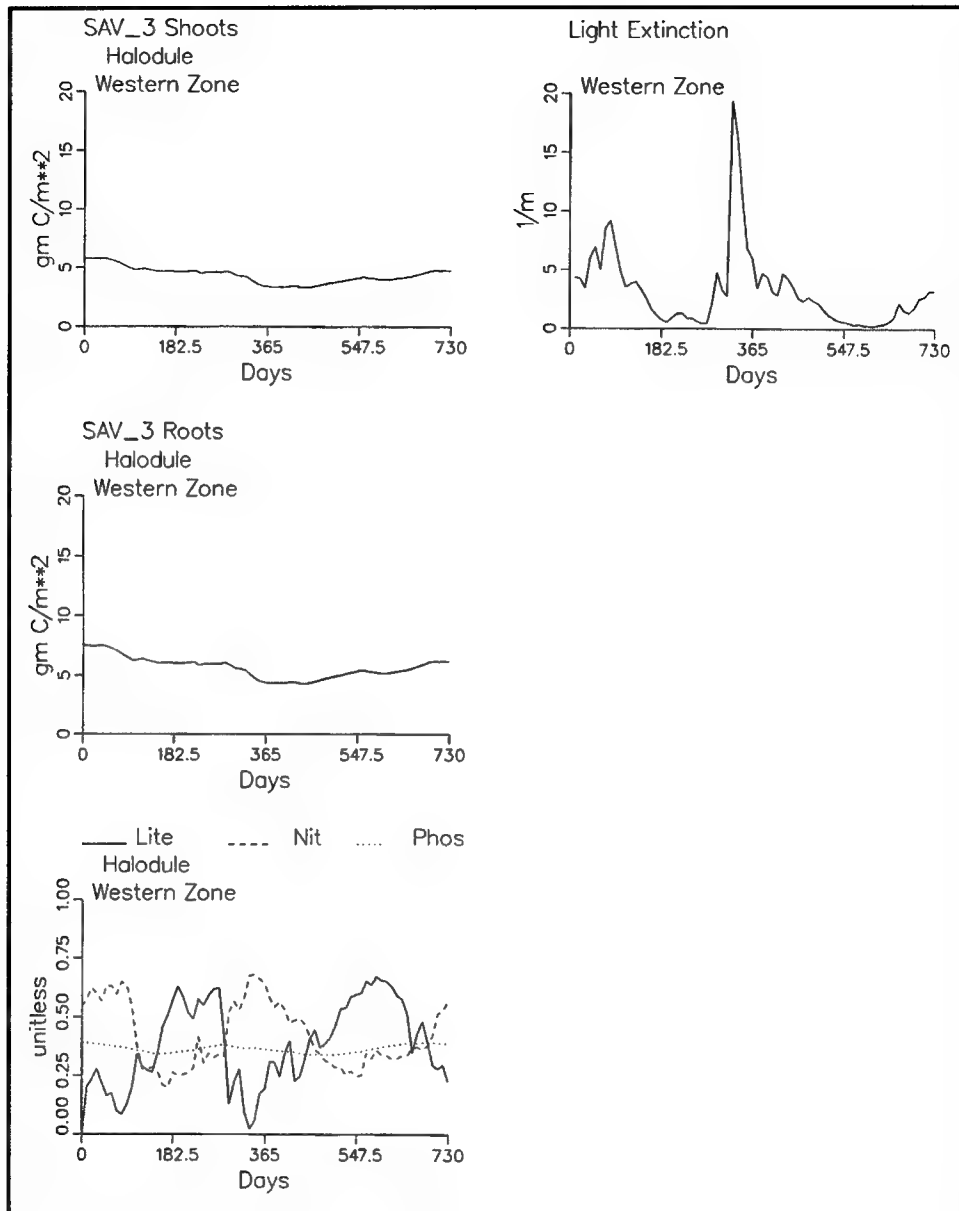 SAV_3 Shoots
Halodule
Western Zone
20
15
10
5
0
gm C/m**2
0 182.5 365 547.5 730
Days
Light Extinction
Western Zone
20
15
10
5
0
1/m
0 182.5 365 547.5 730
Days
SAV_3 Roots
Halodule
Western Zone
20
15
10
5
0
gm C/m**2
0 182.5 365 547.5 730
Days
Lite Nit Phos
Halodule
Western Zone
1.00
0.75
0.50
0.25
0.00
unitless
0 182.5 365 547.5 730
Days